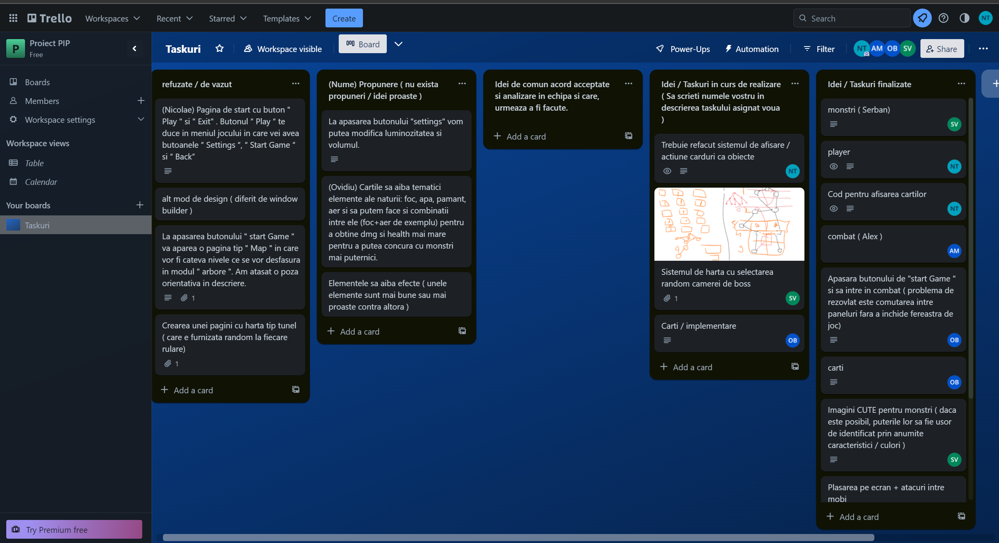 Trello
Workspaces
Recent
Starred
Templates
Create
Search
NT
P
Proiect PIP
Free
Boards
Members
Workspace settings
Workspace views
Table
Calendar
Your boards
Taskuri
Try Premium free
Taskuri
Workspace visible
Board
Power-Ups
Automation
Filter
NT
AM
OB
SV
Share
refuzate / de vazut
(Nicolae) Pagina de start cu buton "
Play " si " Exit" . Butonul “ Play “ te
duce in meniul jocului in care vei avea
butoanele “ Settings “, “ Start Game “
si “ Back“
alt mod de design ( diferit de window
builder )
La apasarea butonului " start Game "
va aparea o pagina tip " Map " in care
vor fi cateva nivele ce se vor desfasura
in modul " arbore ". Am atasat o poza
orientativa in descriere.
1
Crearea unei pagini cu harta tip tunel
( care e furnizata random la fiecare
rulare)
1
Add a card
(Nume) Propunere ( nu exista
propuneri / idei proaste )
La apasarea butonului "settings" vom
putea modifica luminozitatea si
volumul.
(Ovidiu) Cartile sa aiba tematici
elemente ale naturii: foc, apa, pamant,
aer si sa putem face si combinatii
intre ele (foc+aer de exemplu) pentru
a obtine dmg si health mai mare
pentru a putea concura cu monstri
mai puternici.
Elementele sa aiba efecte ( unele
elemente sunt mai bune sau mai
proaste contra altora )
Add a card
Idei de comun acord acceptate
si analizare in echipa si care,
urmeaza a fi facute.
Add a card
Idei / Taskuri in curs de realizare
( Sa scrieti numele vostru in
descrierea taskului asignat voua
)
Trebuie refacut sistemul de afisare /
actiune carduri ca obiecte
NT
Sistemul de harta cu selectarea
random camerei de boss
1
SV
Carti / implementare
OB
Add a card
Idei / Taskuri finalizate
monstri ( Serban)
SV
player
NT
Cod pentru afisarea cartilor
NT
combat ( Alex )
AM
Apasara butonului de "start Game "
si sa intre in combat ( problema de
rezovlat este comutarea intre
paneluri fara a inchide fereastra de
joc)
OB
carti
OB
Imagini CUTE pentru monstri ( daca
este posibil, puterile lor sa fie usor
de identificat prin anumite
caracteristici / culori )
SV
Plasarea pe ecran + atacuri intre
mobi
Add a card